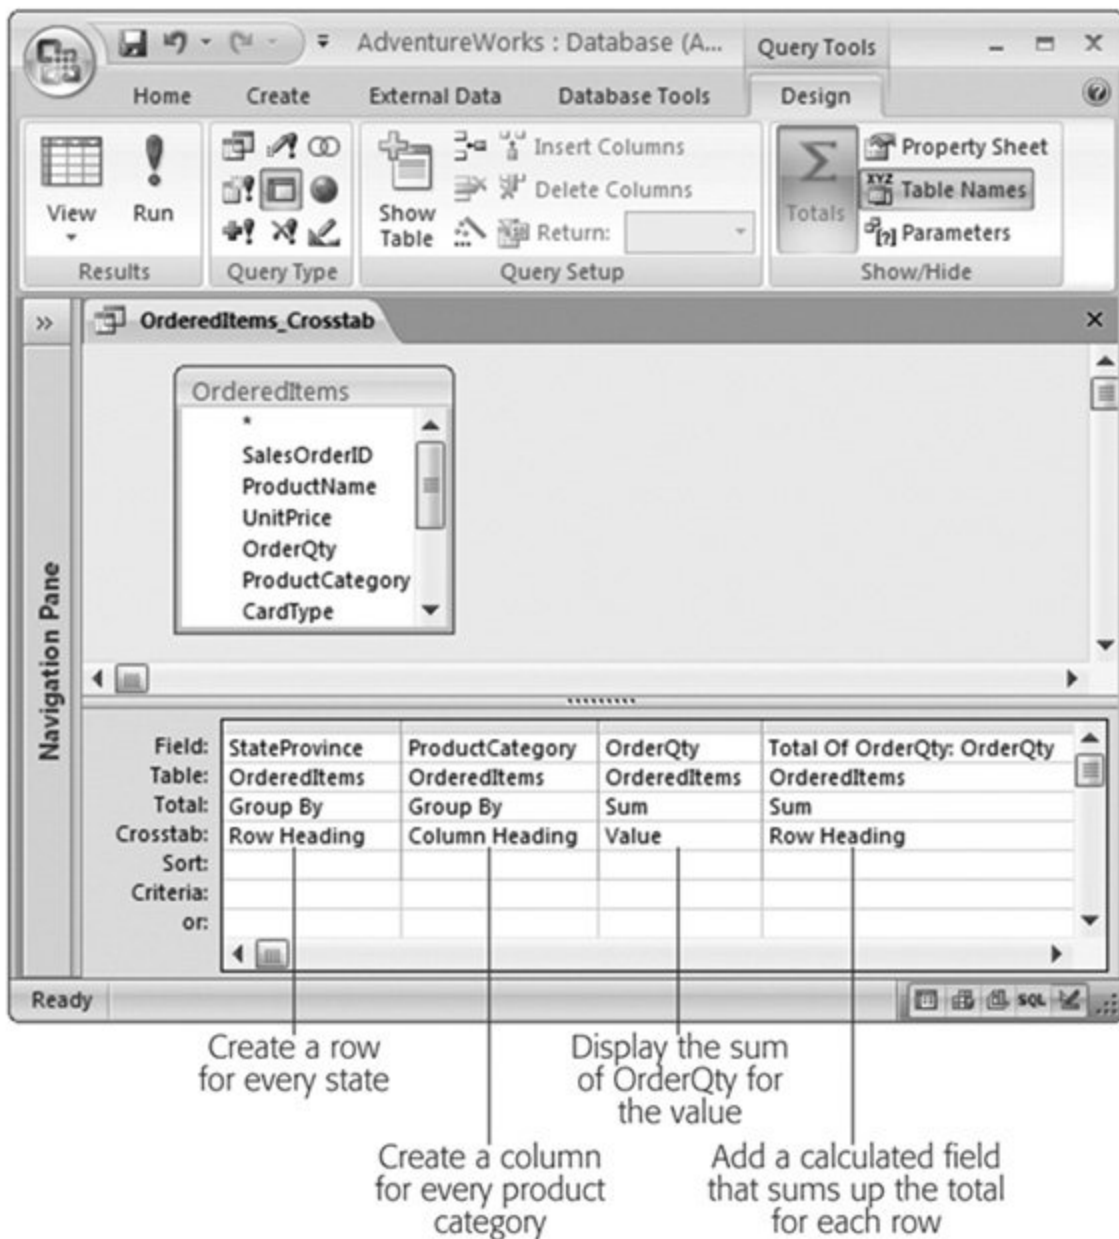 AdventureWorks : Database (A...
Query Tools
Home
Create
External Data
Database Tools
Design
View
Run
Show
Table
Insert Columns
Delete Columns
Return:
Totals
Property Sheet
XYZ
Table Names
[?] Parameters
Results
Query Type
Query Setup
Show/Hide
OrderedItems_Crosstab
Navigation Pane
OrderedItems
*
SalesOrderID
ProductName
UnitPrice
OrderQty
ProductCategory
CardType
Field: StateProvince ProductCategory OrderQty Total Of OrderQty: OrderQty
Table: OrderedItems OrderedItems OrderedItems OrderedItems
Total: Group By Group By Sum Sum
Crosstab: Row Heading Column Heading Value Row Heading
Sort:
Criteria:
or:
Ready
SQL
Create a row
for every state
Display the sum
of OrderQty for
the value
Create a column
for every product
category
Add a calculated field
that sums up the total
for each row